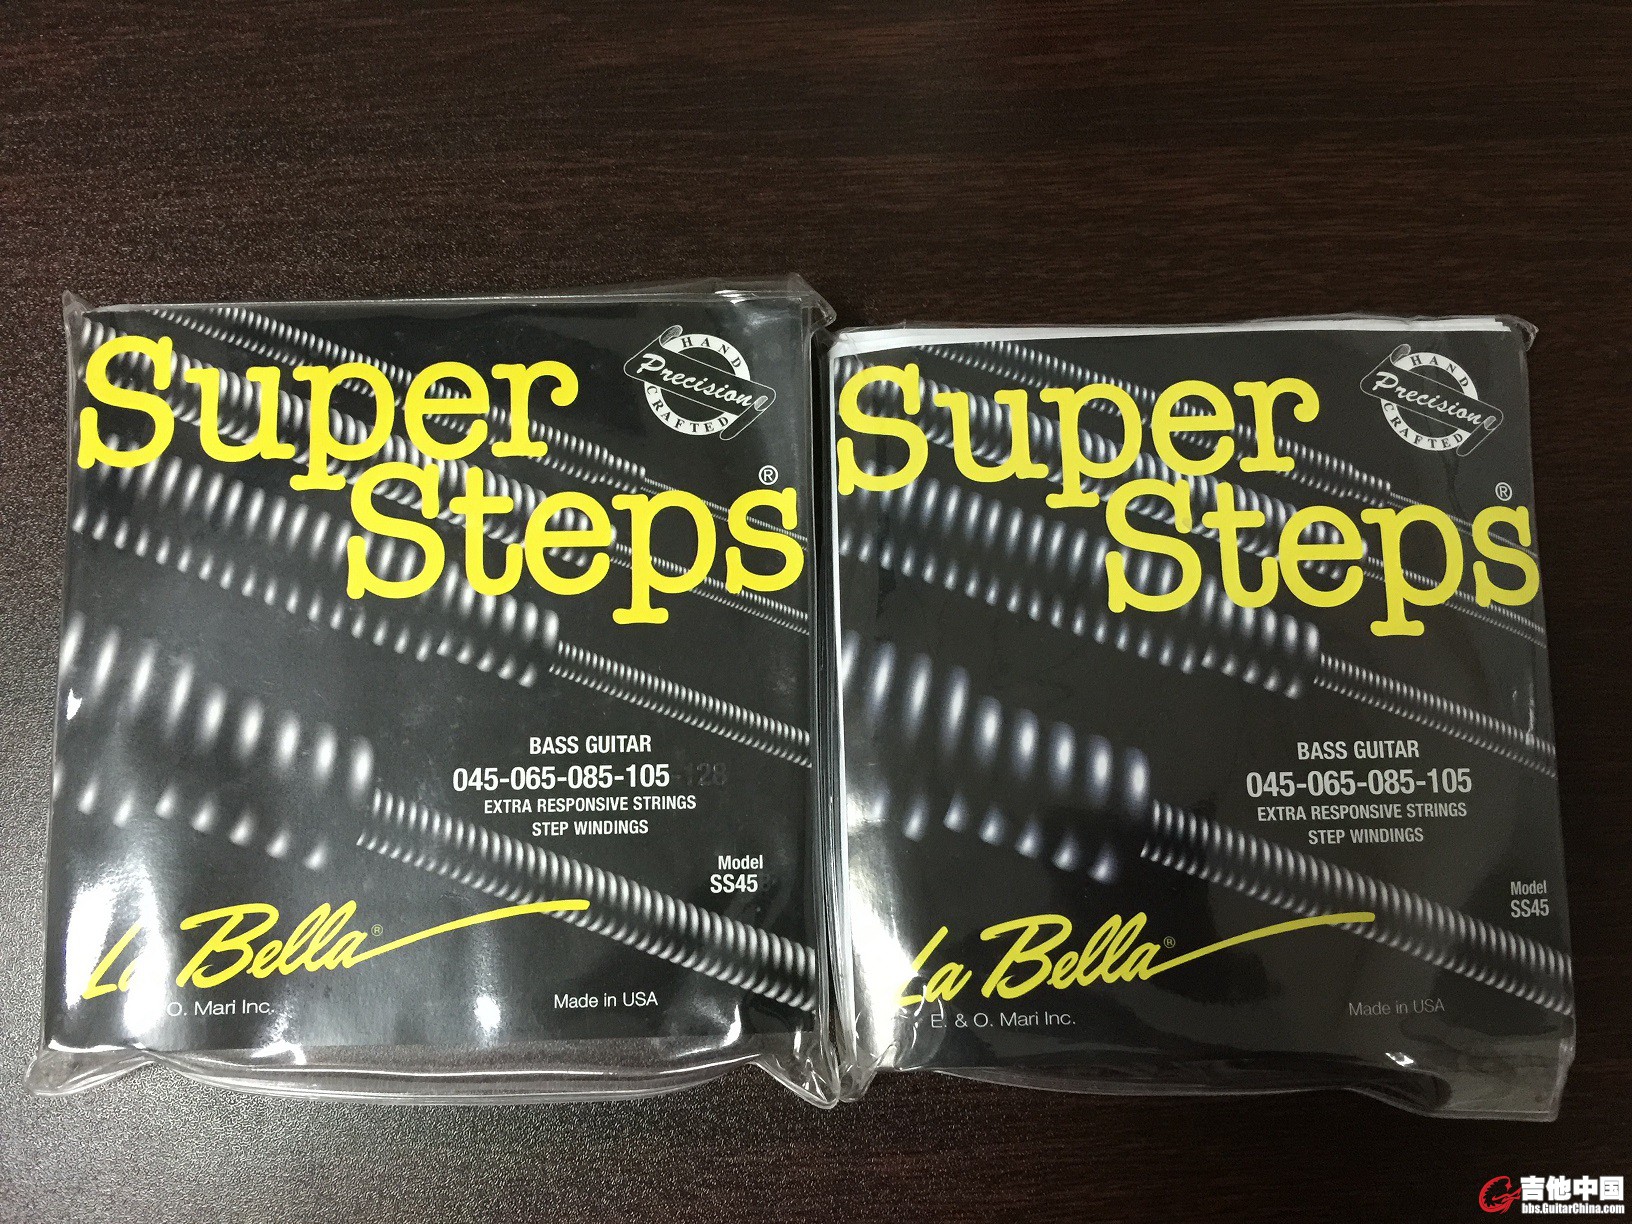 Super
Steps®
HAND
Precision
CRAFTED
BASS GUITAR
045-065-085-105-128
EXTRA RESPONSIVE STRINGS
STEP WINDINGS
Model
SS45
La Bella®
O. Mari Inc.
Made in USA
Super
Steps®
HAND
Precision
CRAFTED
BASS GUITAR
045-065-085-105
EXTRA RESPONSIVE STRINGS
STEP WINDINGS
Model
SS45
La Bella®
E. & O. Mari Inc.
Made in USA
吉他中国
bbs.GuitarChina.com